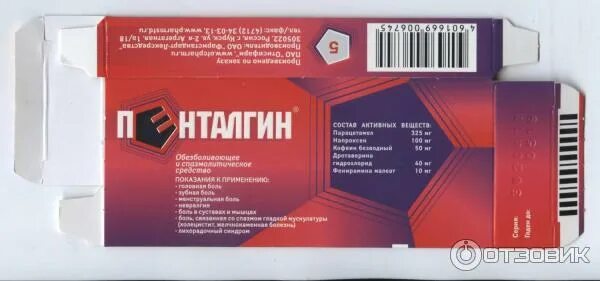 Произведено по заказу
ПАО "Отисифарм", www.otcpharm.ru
Производитель: ОАО "Фармстандарт-Лексредства"
305022, Россия, г. Курск, ул. 2-я Агрегатная, 1а/18
тел./факс: (4712) 34-03-13, www.pharmstd.ru
5
4601669006745
ПЕНТАЛГИН®
Обезболивающее
и спазмолитическое
средство
ПОКАЗАНИЯ К ПРИМЕНЕНИЮ:
- головная боль
- зубная боль
- менструальная боль
- невралгия
- боль в суставах и мышцах
- боль, связанная со спазмом гладкой мускулатуры
(холецистит, желчнокаменная болезнь)
- лихорадочный синдром
СОСТАВ АКТИВНЫХ ВЕЩЕСТВ:
Парацетамол 325 мг
Напроксен 100 мг
Кофеин безводный 50 мг
Дротаверина
гидрохлорид 40 мг
Фенирамина малеат 10 мг
Серия:
Годен до:
ОТЗОВИК